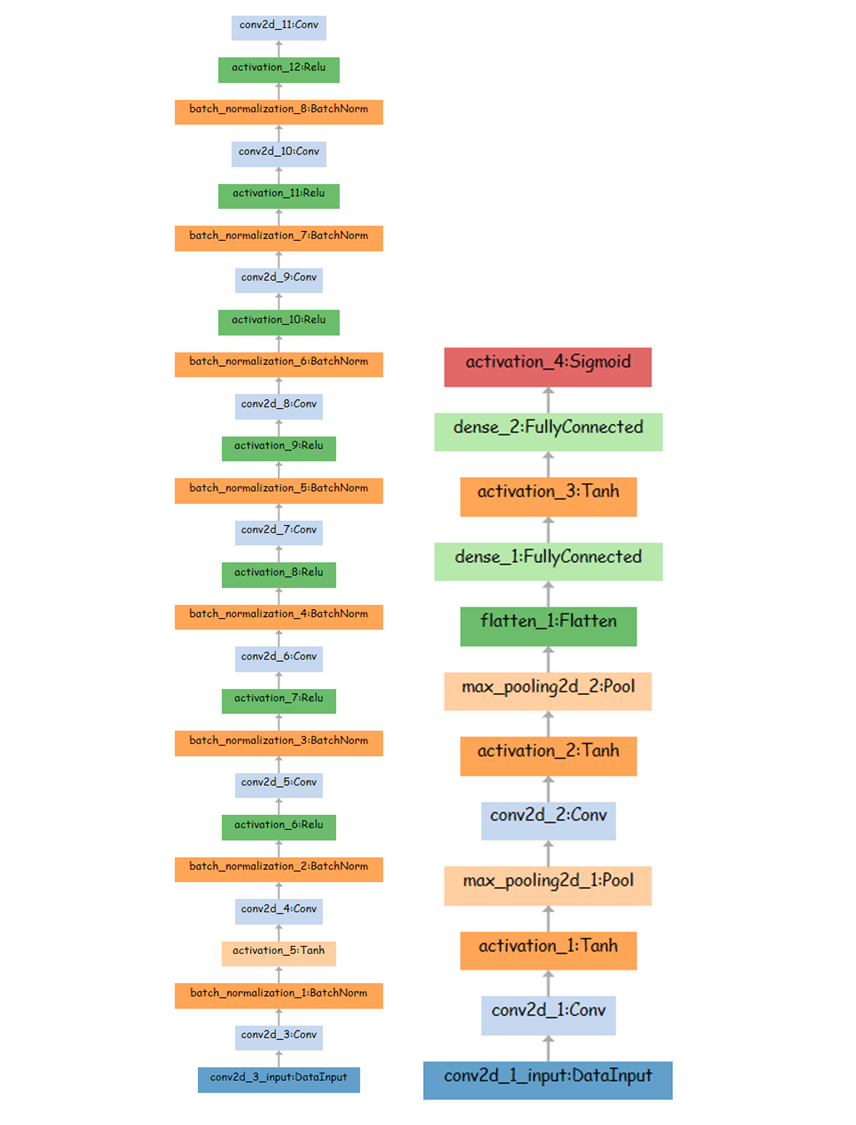 conv2d_11:Conv
activation_12:Relu
batch_normalization_8:BatchNorm
conv2d_10:Conv
activation_11:Relu
batch_normalization_7:BatchNorm
conv2d_9:Conv
activation_10:Relu
batch_normalization_6:BatchNorm
conv2d_8:Conv
activation_9:Relu
batch_normalization_5:BatchNorm
conv2d_7:Conv
activation_8:Relu
batch_normalization_4:BatchNorm
conv2d_6:Conv
activation_7:Relu
batch_normalization_3:BatchNorm
conv2d_5:Conv
activation_6:Relu
batch_normalization_2:BatchNorm
conv2d_4:Conv
activation_5:Tanh
batch_normalization_1:BatchNorm
conv2d_3:Conv
conv2d_3_input:DataInput
activation_4:Sigmoid
dense_2:FullyConnected
activation_3:Tanh
dense_1:FullyConnected
flatten_1:Flatten
max_pooling2d_2:Pool
activation_2:Tanh
conv2d_2:Conv
max_pooling2d_1:Pool
activation_1:Tanh
conv2d_1:Conv
conv2d_1_input:DataInput